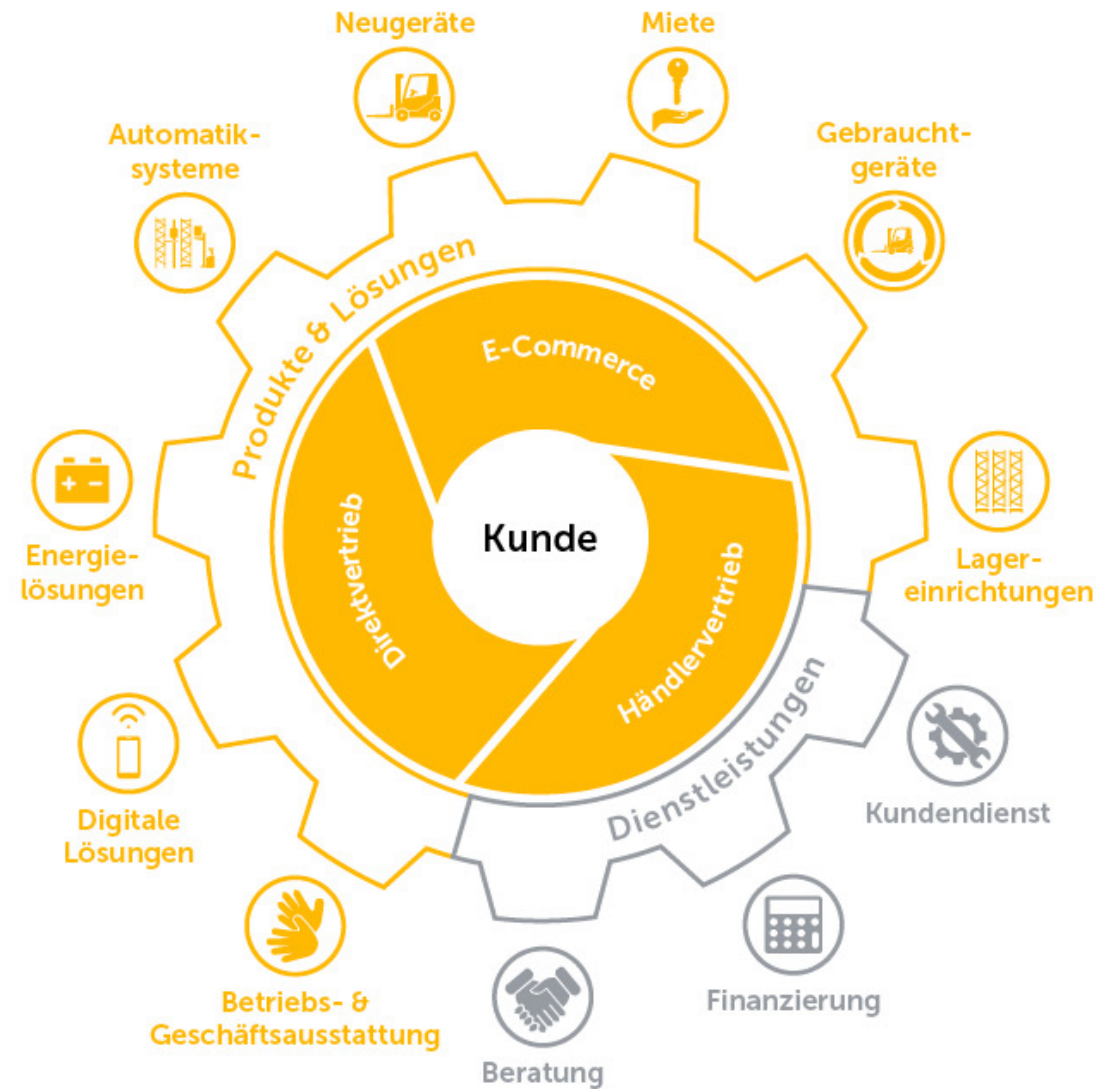 Neugeräte
Miete
Automatik-
systeme
Gebraucht-
geräte
Produkte & Lösungen
E-Commerce
Direktvertrieb
Kunde
Händlervertrieb
Energie-
lösungen
Lager-
einrichtungen
Dienstleistungen
Digitale
Lösungen
Kundendienst
Betriebs- &
Geschäftsausstattung
Finanzierung
Beratung